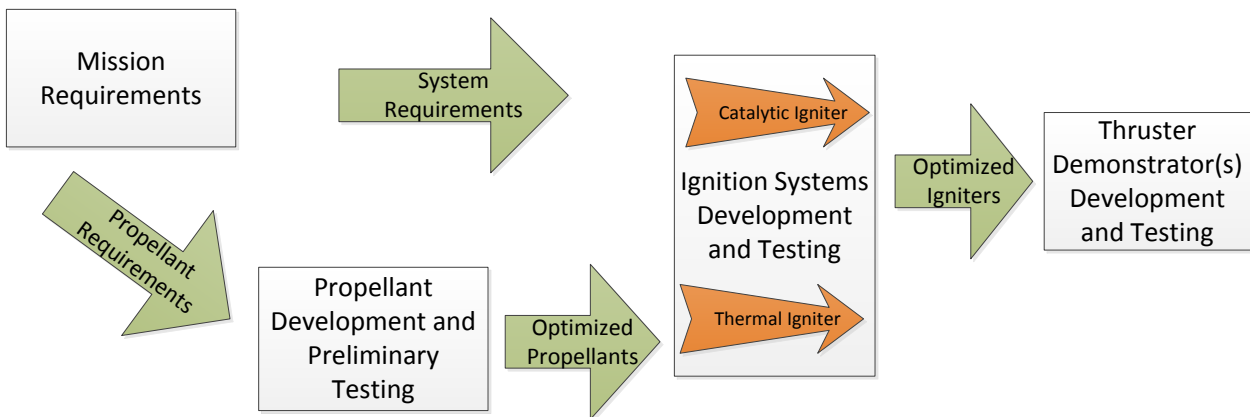 Mission
Requirements
System
Requirements
Propellant
Requirements
Propellant
Development and
Preliminary
Testing
Optimized
Propellants
Catalytic Igniter
Ignition Systems
Development
and Testing
Thermal Igniter
Optimized
Igniters
Thruster
Demonstrator(s)
Development
and Testing